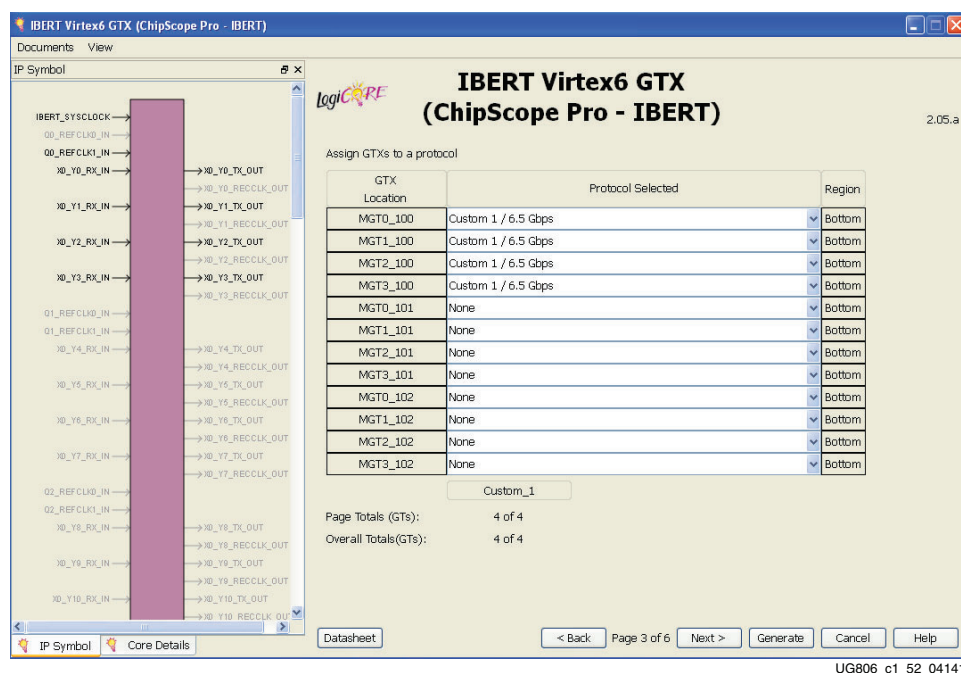 IBERT Virtex6 GTX (ChipScope Pro - IBERT)
Documents View
IP Symbol
IBERT_SYSCLOCK
Q0_REFCLK0_IN
Q0_REFCLK1_IN
X0_Y0_RX_IN X0_Y0_TX_OUT
X0_Y0_RECCLK_OUT
X0_Y1_RX_IN X0_Y1_TX_OUT
X0_Y1_RECCLK_OUT
X0_Y2_RX_IN X0_Y2_TX_OUT
X0_Y2_RECCLK_OUT
X0_Y3_RX_IN X0_Y3_TX_OUT
X0_Y3_RECCLK_OUT
Q1_REFCLK0_IN
Q1_REFCLK1_IN
X0_Y4_RX_IN X0_Y4_TX_OUT
X0_Y4_RECCLK_OUT
X0_Y5_RX_IN X0_Y5_TX_OUT
X0_Y5_RECCLK_OUT
X0_Y6_RX_IN X0_Y6_TX_OUT
X0_Y6_RECCLK_OUT
X0_Y7_RX_IN X0_Y7_TX_OUT
X0_Y7_RECCLK_OUT
Q2_REFCLK0_IN
Q2_REFCLK1_IN
X0_Y8_RX_IN X0_Y8_TX_OUT
X0_Y8_RECCLK_OUT
X0_Y9_RX_IN X0_Y9_TX_OUT
X0_Y9_RECCLK_OUT
X0_Y10_RX_IN X0_Y10_TX_OUT
X0_Y10_RECCLK_OU
IP Symbol Core Details
LogiCORE
IBERT Virtex6 GTX
(ChipScope Pro - IBERT)
2.05.a
Assign GTXs to a protocol
GTX
Location Protocol Selected Region
MGT0_100 Custom 1 / 6.5 Gbps Bottom
MGT1_100 Custom 1 / 6.5 Gbps Bottom
MGT2_100 Custom 1 / 6.5 Gbps Bottom
MGT3_100 Custom 1 / 6.5 Gbps Bottom
MGT0_101 None Bottom
MGT1_101 None Bottom
MGT2_101 None Bottom
MGT3_101 None Bottom
MGT0_102 None Bottom
MGT1_102 None Bottom
MGT2_102 None Bottom
MGT3_102 None Bottom
Custom_1
Page Totals (GTs): 4 of 4
Overall Totals(GTs): 4 of 4
Datasheet < Back Page 3 of 6 Next > Generate Cancel Help
UG806_c1_52_04141